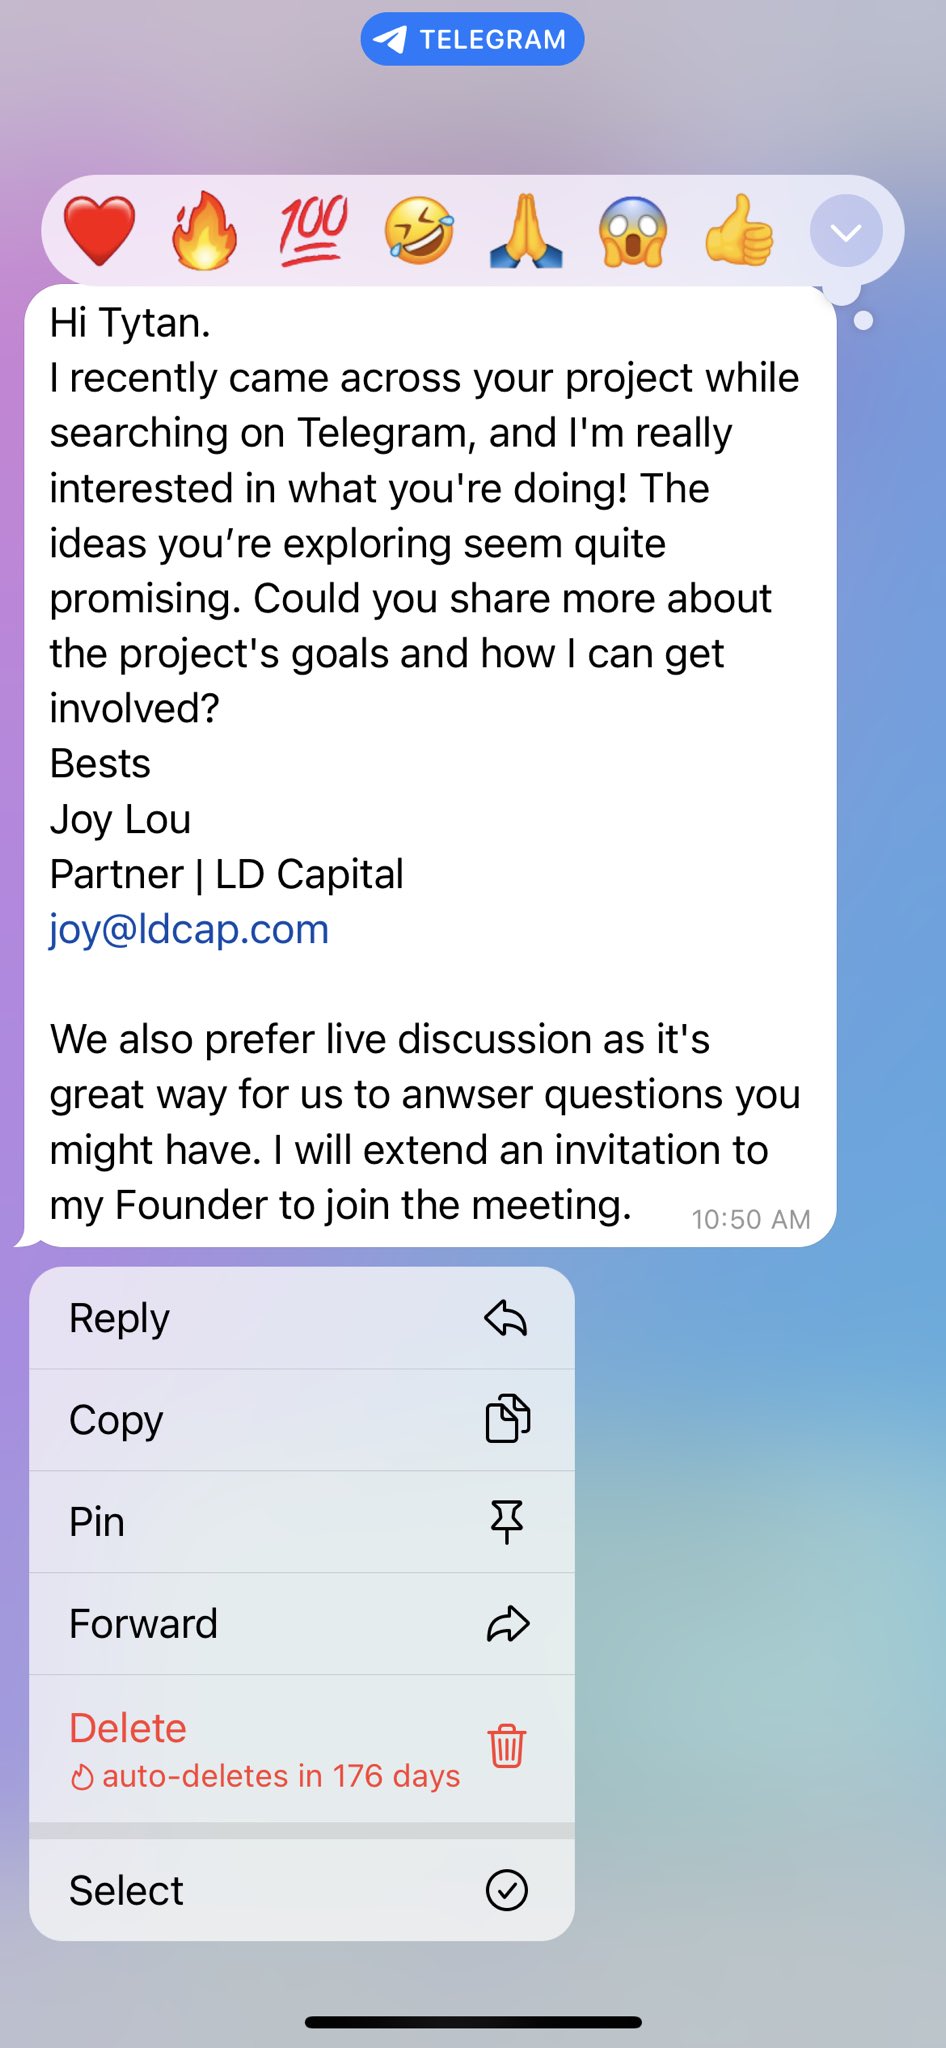 TELEGRAM
Hi Tytan.
I recently came across your project while
searching on Telegram, and I'm really
interested in what you're doing! The
ideas you’re exploring seem quite
promising. Could you share more about
the project's goals and how I can get
involved?
Bests
Joy Lou
Partner | LD Capital
joy@ldcap.com
We also prefer live discussion as it's
great way for us to anwser questions you
might have. I will extend an invitation to
my Founder to join the meeting.
10:50 AM
Reply
Copy
Pin
Forward
Delete
auto-deletes in 176 days
Select